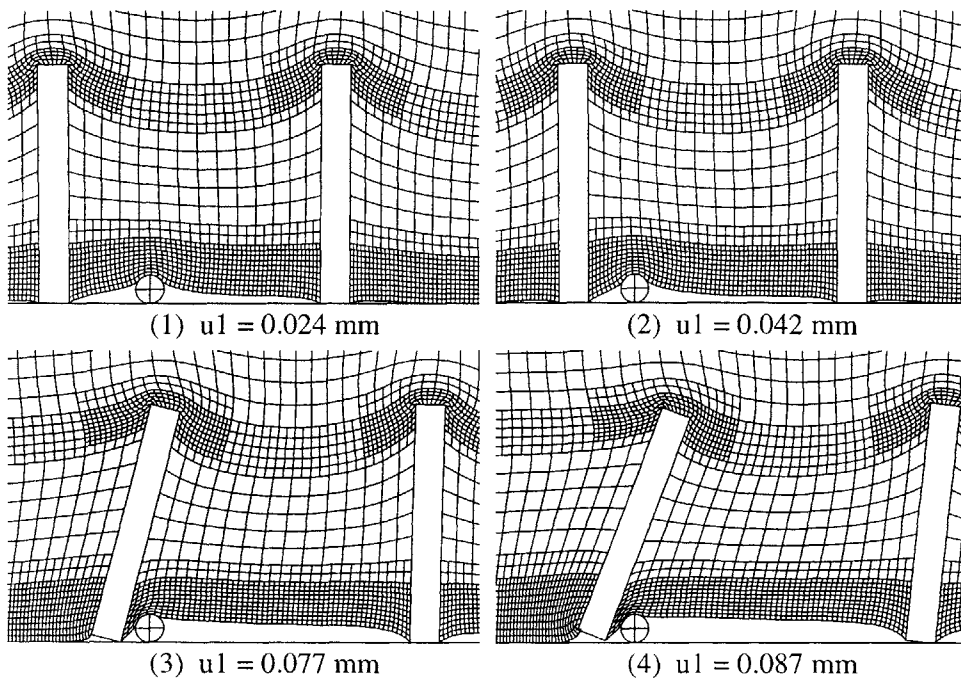 (1) u1 = 0.024 mm
(2) u1 = 0.042 mm
(3) u1 = 0.077 mm
(4) u1 = 0.087 mm